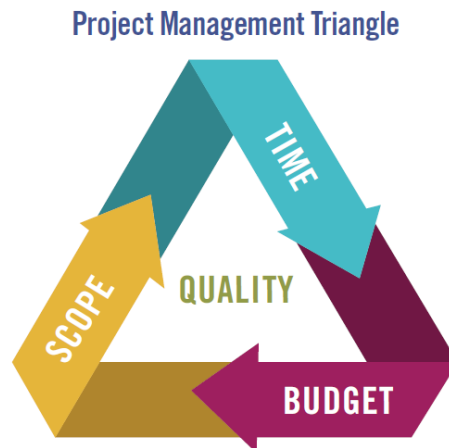 Project Management Triangle
TIME
QUALITY
SCOPE
BUDGET